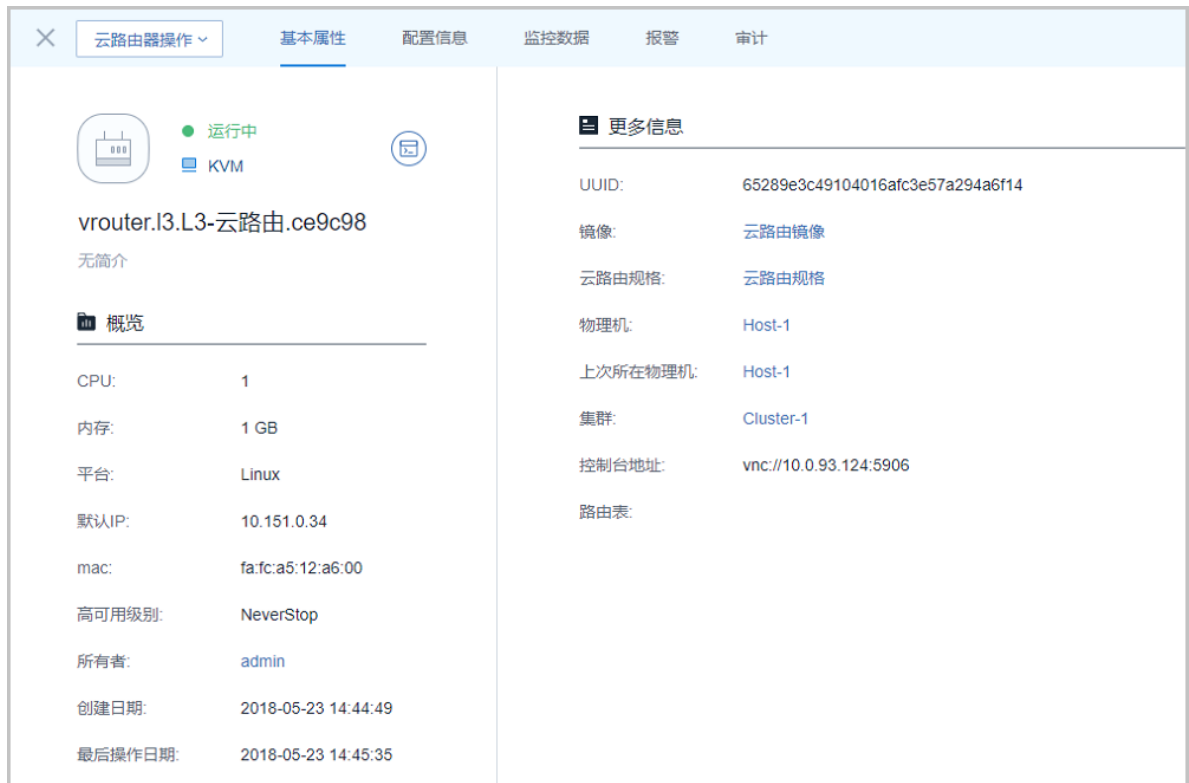 云路由器操作 基本属性 配置信息 监控数据 报警 审计
运行中
KVM
vrouter.l3.L3-云路由.ce9c98
无简介
概览
CPU: 1
内存: 1 GB
平台: Linux
默认IP: 10.151.0.34
mac: fa:fc:a5:12:a6:00
高可用级别: NeverStop
所有者: admin
创建日期: 2018-05-23 14:44:49
最后操作日期: 2018-05-23 14:45:35
更多信息
UUID: 65289e3c49104016afc3e57a294a6f14
镜像: 云路由镜像
云路由规格: 云路由规格
物理机: Host-1
上次所在物理机: Host-1
集群: Cluster-1
控制台地址: vnc://10.0.93.124:5906
路由表: